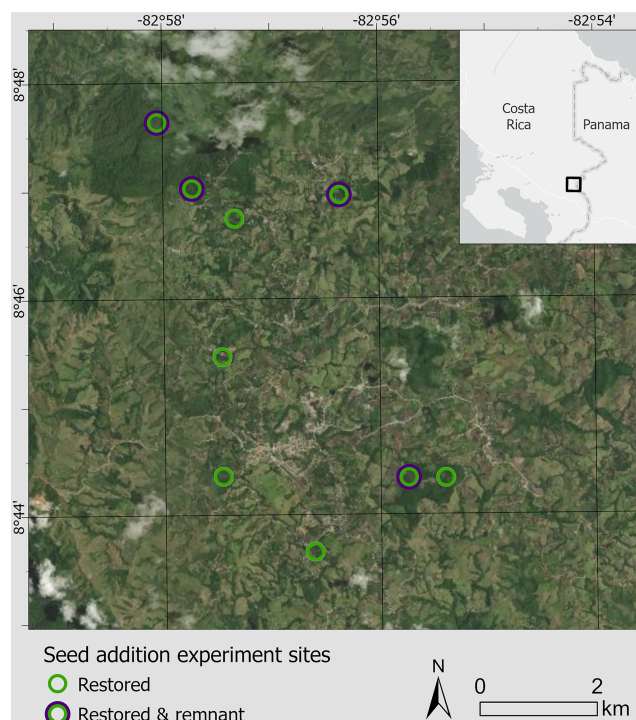 -82°58' -82°56' -82°54'
8°48'
Costa
Rica
Panama
8°46'
8°44'
Seed addition experiment sites
Restored
Restored & remnant
N
0 2
km